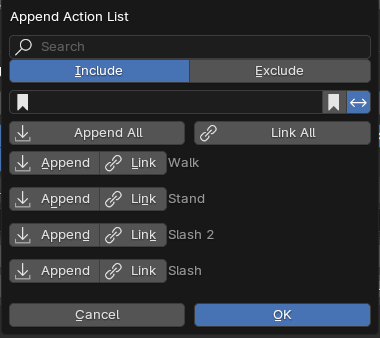 Append Action List
Search
Include Exclude
Append All Link All
Append Link Walk
Append Link Stand
Append Link Slash 2
Append Link Slash
Cancel OK